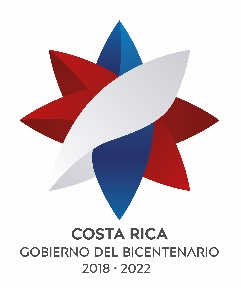 COSTA RICA
GOBIERNO DEL BICENTENARIO
2018 · 2022